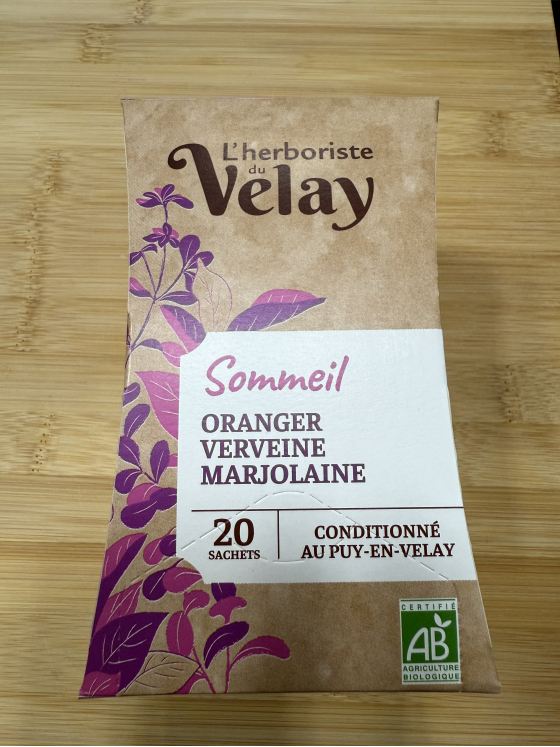 L'herboriste
du
Velay
Sommeil
ORANGER
VERVEINE
MARJOLAINE
20
SACHETS
CONDITIONNÉ
AU PUY-EN-VELAY
CERTIFIÉ
AB
AGRICULTURE
BIOLOGIQUE